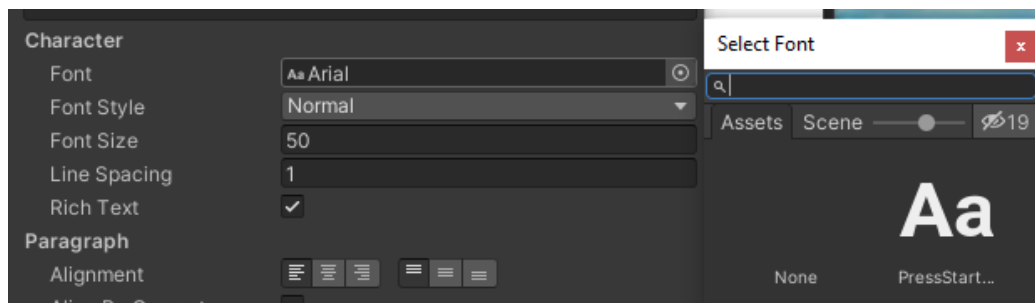 Character
Font
Aa Arial
Font Style
Normal
Font Size
50
Line Spacing
1
Rich Text
Paragraph
Alignment
Select Font
x
Assets Scene 19
Aa
None PressStart...